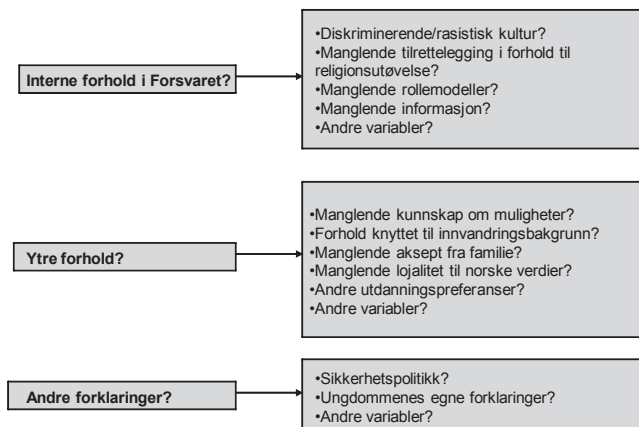 Interne forhold i Forsvaret?
•Diskriminerende/rasistisk kultur?
•Manglende tilrettelegging i forhold til
religionsutøvelse?
•Manglende rollemodeller?
•Manglende informasjon?
•Andre variabler?
Ytre forhold?
•Manglende kunnskap om muligheter?
•Forhold knyttet til innvandringsbakgrunn?
•Manglende aksept fra familie?
•Manglende lojalitet til norske verdier?
•Andre utdanningspreferanser?
•Andre variabler?
Andre forklaringer?
•Sikkerhetspolitikk?
•Ungdommenes egne forklaringer?
•Andre variabler?